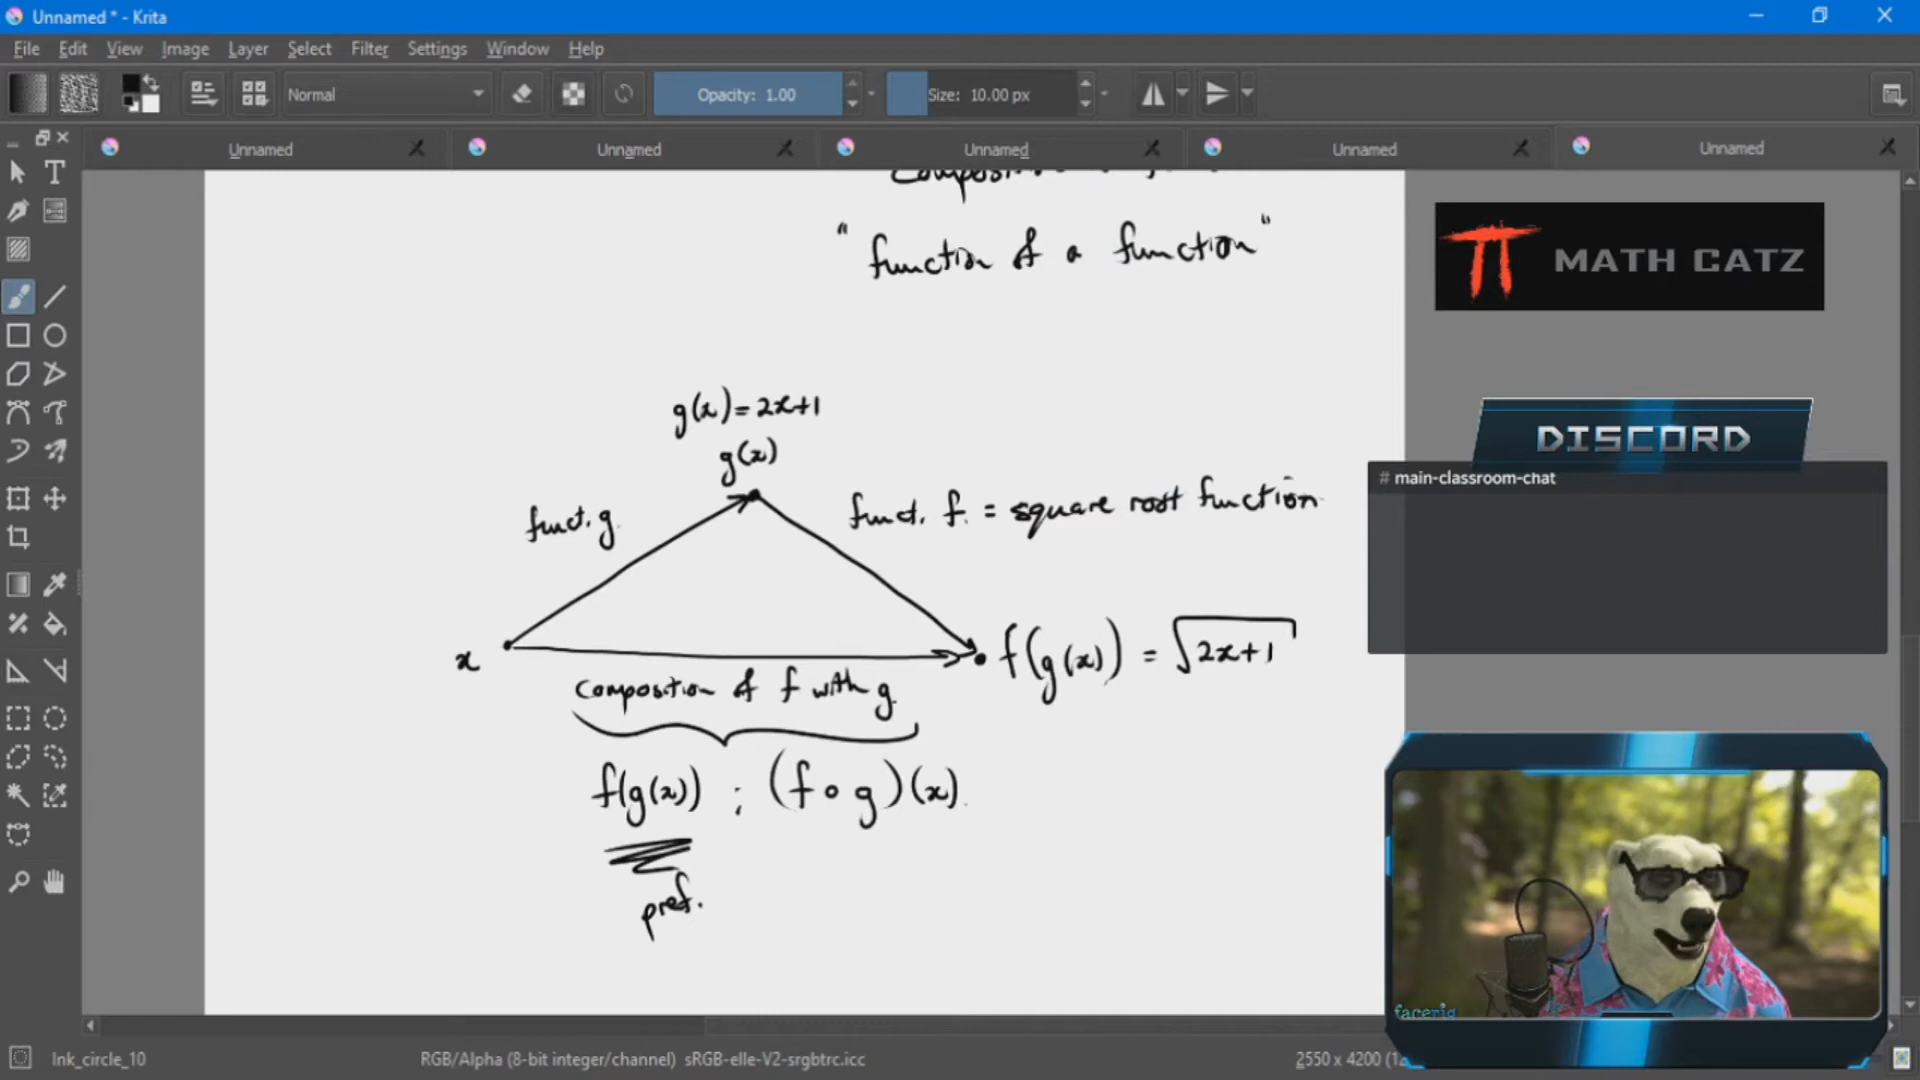 Unnamed * - Krita
File Edit View Image Layer Select Filter Settings Window Help
Normal
Opacity: 1.00
Size: 10.00 px
Unnamed
Unnamed
Unnamed
Unnamed
Unnamed
"function of a function"
MATH CATZ
g(x)=2x+1
g(x)
DISCORD
# main-classroom-chat
funct. g
funct. f. = square root function
x
f(g(x)) = √2x+1
composition of f with g
f(g(x)) ; (f∘g)(x)
pref.
facerig
Ink_circle_10
RGB/Alpha (8-bit integer/channel) sRGB-elle-V2-srgbtrc.icc
2550 x 4200